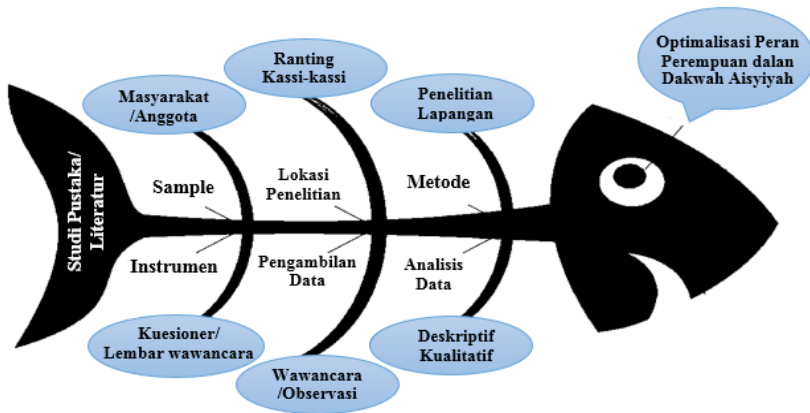 Ranting
Kassi-kassi
Optimalisasi Peran
Perempuan dalan
Dakwah Aisyiyah
Masyarakat
/Anggota
Penelitian
Lapangan
Studi Pustaka/
Literatur
Sample
Lokasi
Penelitian
Metode
Instrumen
Pengambilan
Data
Analisis
Data
Kuesioner/
Lembar wawancara
Wawancara
/Observasi
Deskriptif
Kualitatif